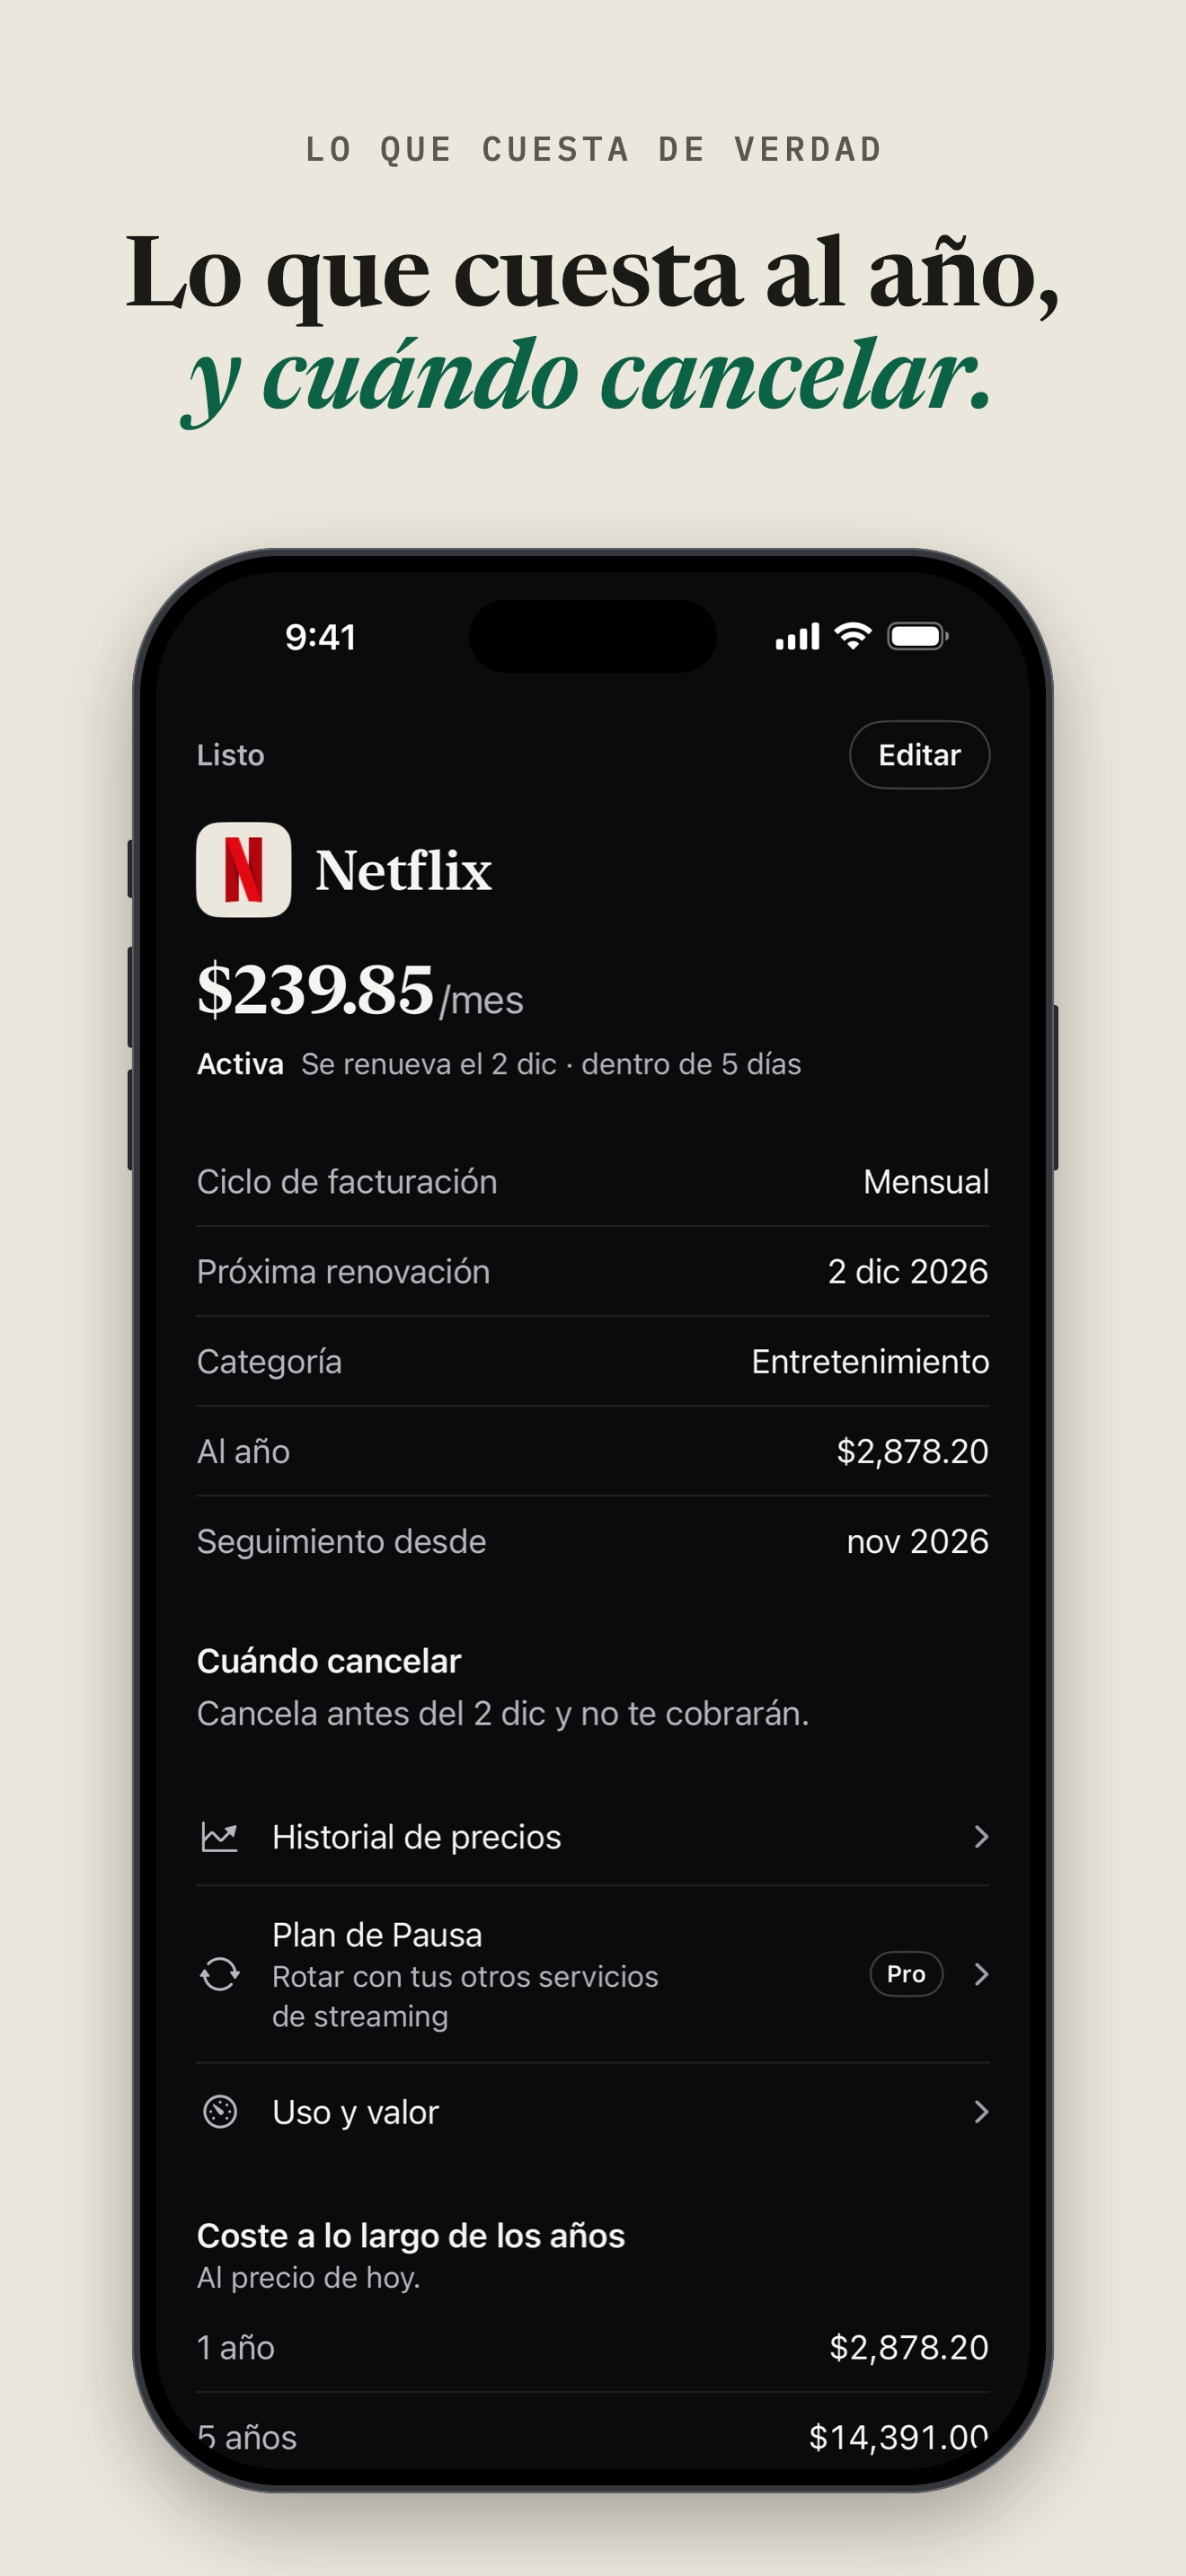 LO QUE CUESTA DE VERDAD
Lo que cuesta al año,
y cuándo cancelar.
9:41
Listo
Editar
N
Netflix
$239.85/mes
Activa Se renueva el 2 dic · dentro de 5 días
Ciclo de facturación
Mensual
Próxima renovación
2 dic 2026
Categoría
Entretenimiento
Al año
$2,878.20
Seguimiento desde
nov 2026
Cuándo cancelar
Cancela antes del 2 dic y no te cobrarán.
Historial de precios
Plan de Pausa
Rotar con tus otros servicios
de streaming
Pro
Uso y valor
Coste a lo largo de los años
Al precio de hoy.
1 año
$2,878.20
5 años
$14,391.00